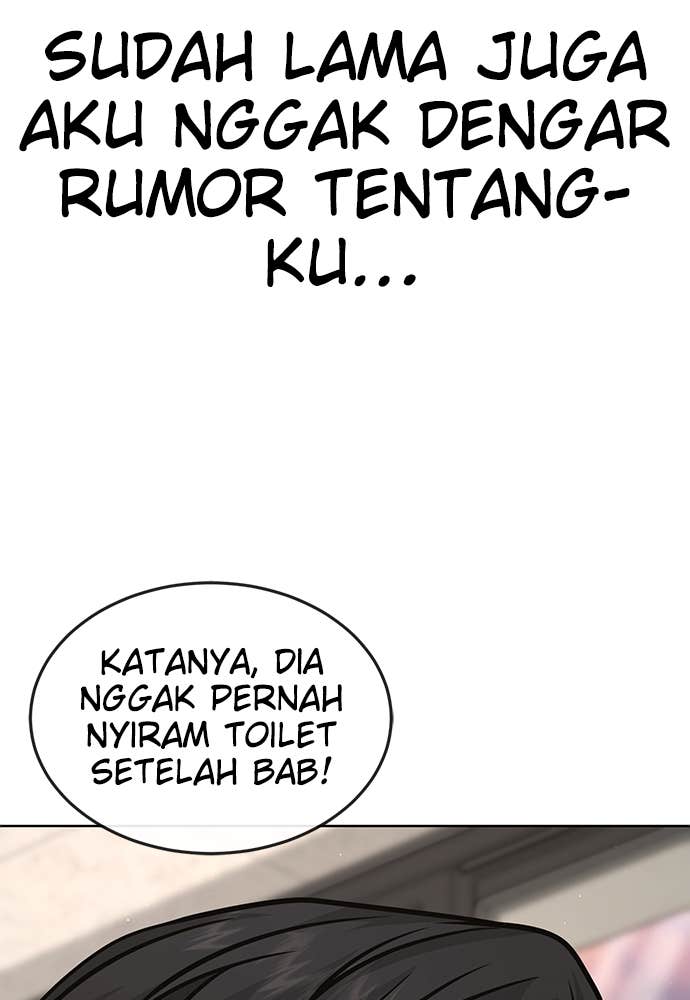 SUDAH LAMA JUGA
AKU NGGAK DENGAR
RUMOR TENTANG-
KU...
KATANYA, DIA
NGGAK PERNAH
NYIRAM TOILET
SETELAH BAB!